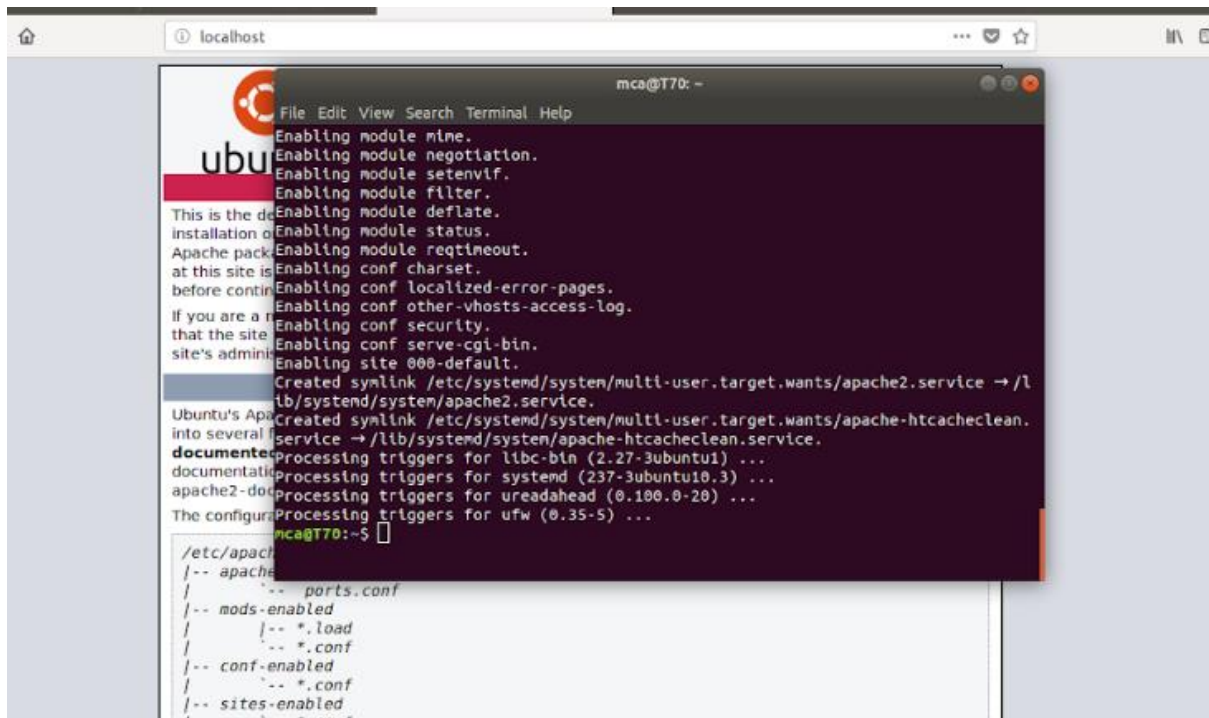 localhost
mca@T70: ~
File Edit View Search Terminal Help
Enabling module mime.
Enabling module negotiation.
Enabling module setenvif.
Enabling module filter.
Enabling module deflate.
Enabling module status.
Enabling module reqtimeout.
Enabling conf charset.
Enabling conf localized-error-pages.
Enabling conf other-vhosts-access-log.
Enabling conf security.
Enabling conf serve-cgi-bin.
Enabling site 000-default.
Created symlink /etc/systemd/system/multi-user.target.wants/apache2.service → /l
ib/systemd/system/apache2.service.
Created symlink /etc/systemd/system/multi-user.target.wants/apache-htcacheclean.
service → /lib/systemd/system/apache-htcacheclean.service.
Processing triggers for libc-bin (2.27-3ubuntu1) ...
Processing triggers for systemd (237-3ubuntu10.3) ...
Processing triggers for ureadahead (0.100.0-20) ...
Processing triggers for ufw (0.35-5) ...
mca@T70:~$
ubu
This is the de
installation o
Apache pack
at this site is
before contin
If you are a
that the site
site's adminis
Ubuntu's Apa
into several
documented
documentatio
apache2-doc
The configura
/etc/apach
|-- apache
|       `-- ports.conf
|-- mods-enabled
|       |-- *.load
|       `-- *.conf
|-- conf-enabled
|       `-- *.conf
|-- sites-enabled